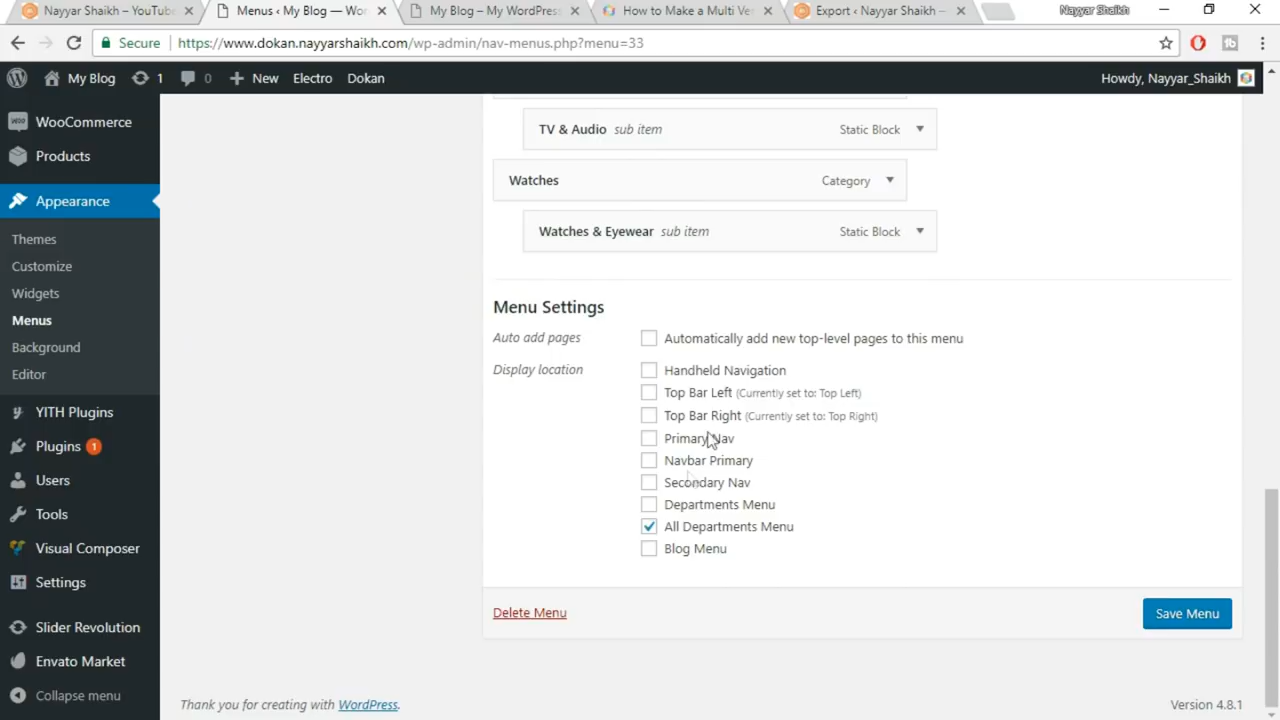 Nayyar Shaikh – YouTube
Menus ‹ My Blog — Wor
My Blog – My WordPress
How to Make a Multi Ve
Export ‹ Nayyar Shaikh —
Nayyar Shaikh
Secure
https://www.dokan.nayyarshaikh.com/wp-admin/nav-menus.php?menu=33
My Blog
1
0
New
Electro
Dokan
Howdy, Nayyar_Shaikh
WooCommerce
Products
Appearance
Themes
Customize
Widgets
Menus
Background
Editor
YITH Plugins
Plugins 1
Users
Tools
Visual Composer
Settings
Slider Revolution
Envato Market
Collapse menu
TV & Audio sub item Static Block
Watches Category
Watches & Eyewear sub item Static Block
Menu Settings
Auto add pages Automatically add new top-level pages to this menu
Display location Handheld Navigation
Top Bar Left (Currently set to: Top Left)
Top Bar Right (Currently set to: Top Right)
Primary Nav
Navbar Primary
Secondary Nav
Departments Menu
All Departments Menu
Blog Menu
Delete Menu
Save Menu
Thank you for creating with WordPress.
Version 4.8.1